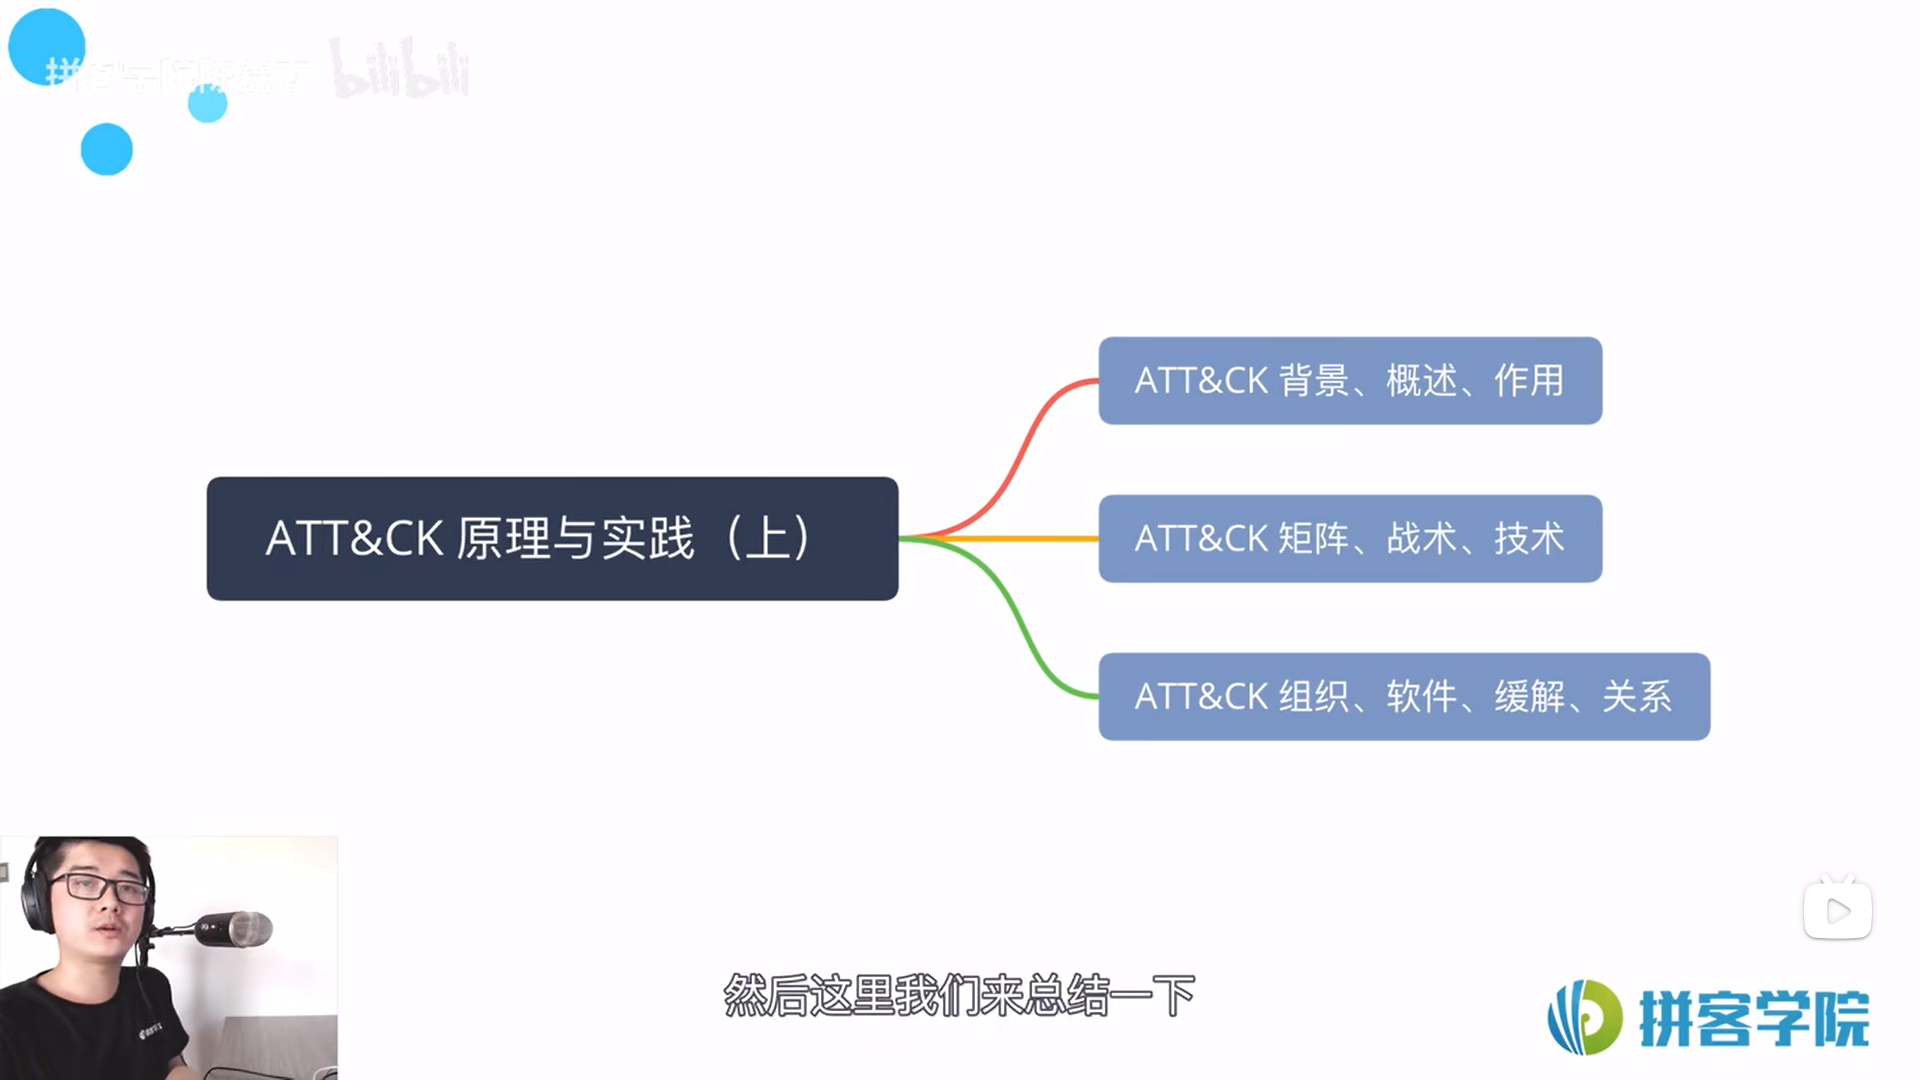 bilibili
ATT&CK 背景、概述、作用
ATT&CK 原理与实践（上）
ATT&CK 矩阵、战术、技术
ATT&CK 组织、软件、缓解、关系
然后这里我们来总结一下
拼客学院